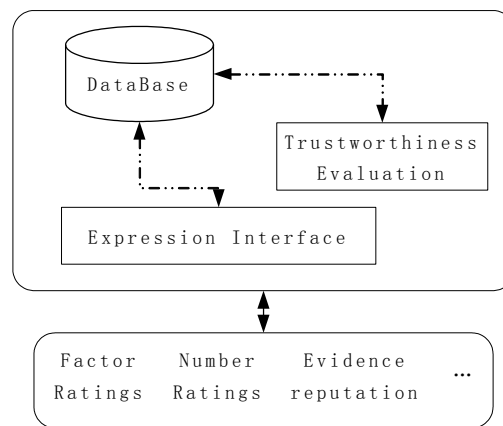 DataBase
Trustworthiness
Evaluation
Expression Interface
Factor Number Evidence
Ratings Ratings reputation ...